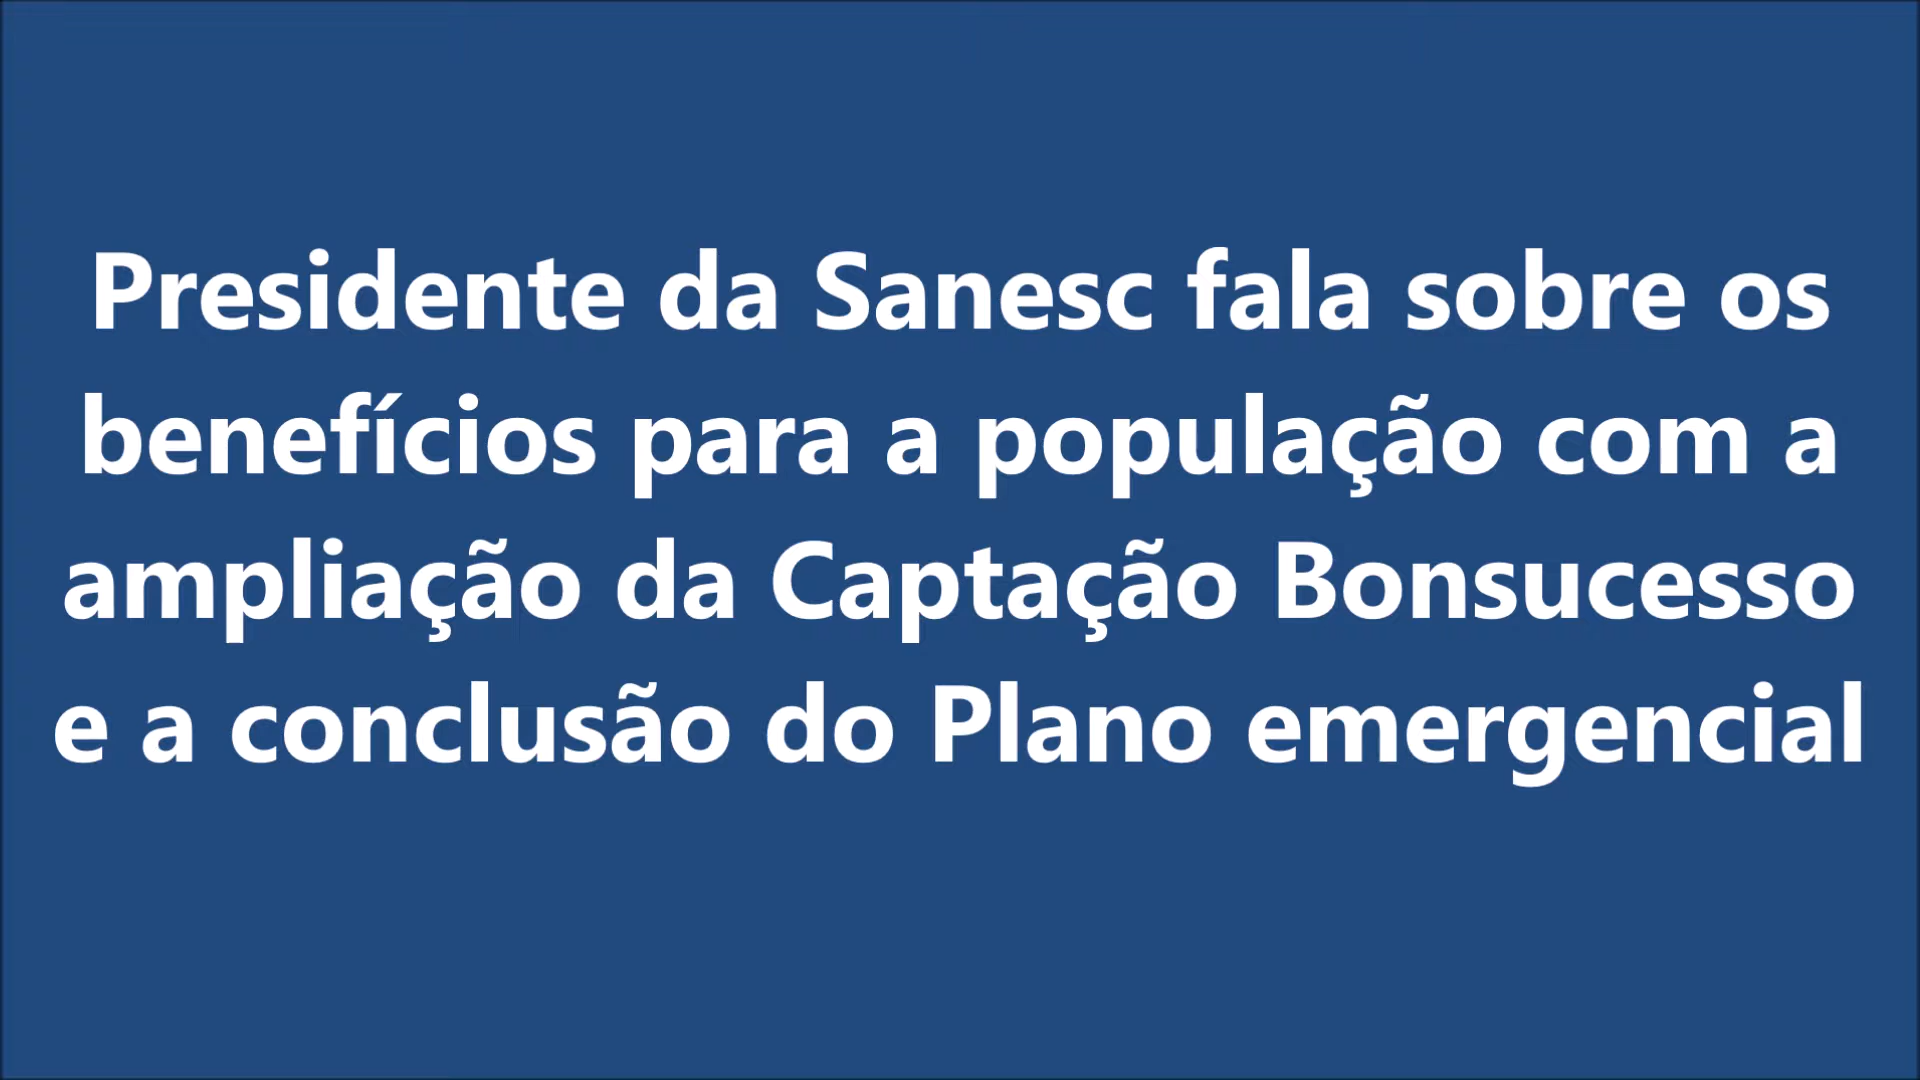 Presidente da Sanesc fala sobre os
benefícios para a população com a
ampliação da Captação Bonsucesso
e a conclusão do Plano emergencial